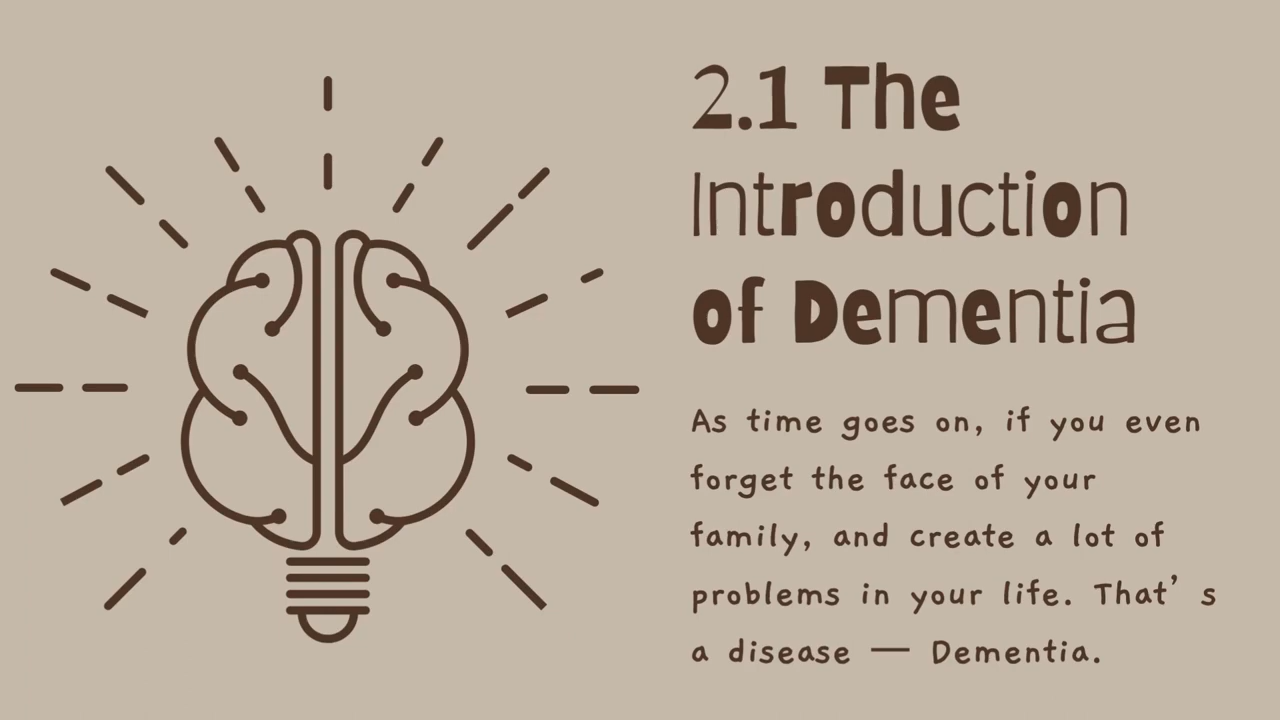 2.1 The
Introduction
of Dementia
As time goes on, if you even
forget the face of your
family, and create a lot of
problems in your life. That’ s
a disease — Dementia.